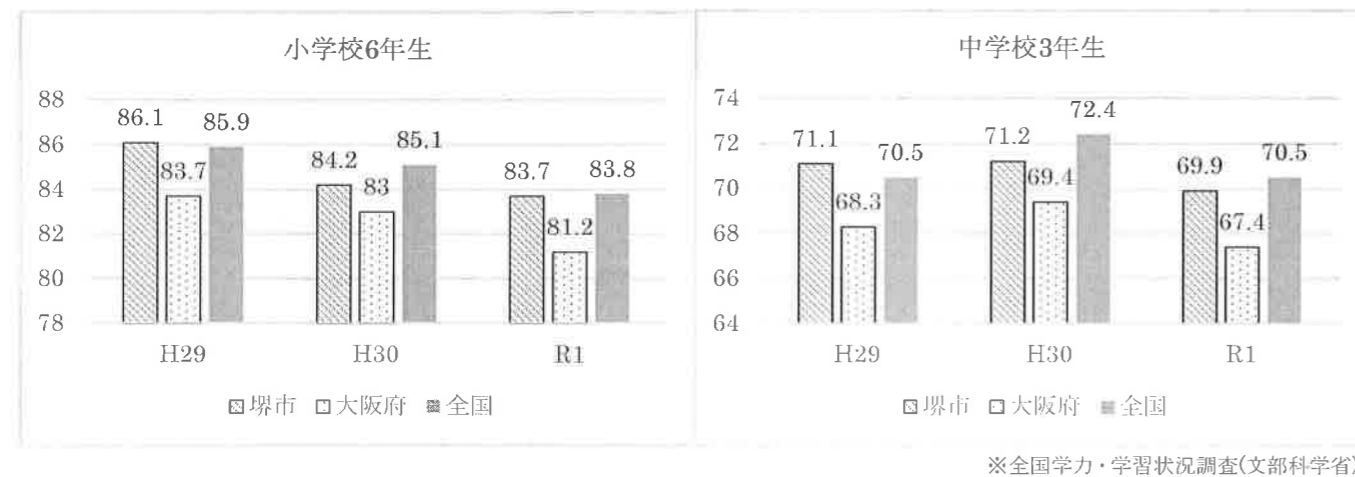 小学校6年生
88
86
84
82
80
78
86.1
83.7
85.9
84.2
83
85.1
83.7
81.2
83.8
H29
H30
R1
堺市 大阪府 全国
中学校3年生
74
72
70
68
66
64
71.1
68.3
70.5
71.2
69.4
72.4
69.9
67.4
70.5
H29
H30
R1
堺市 大阪府 全国
※全国学力・学習状況調査(文部科学省)